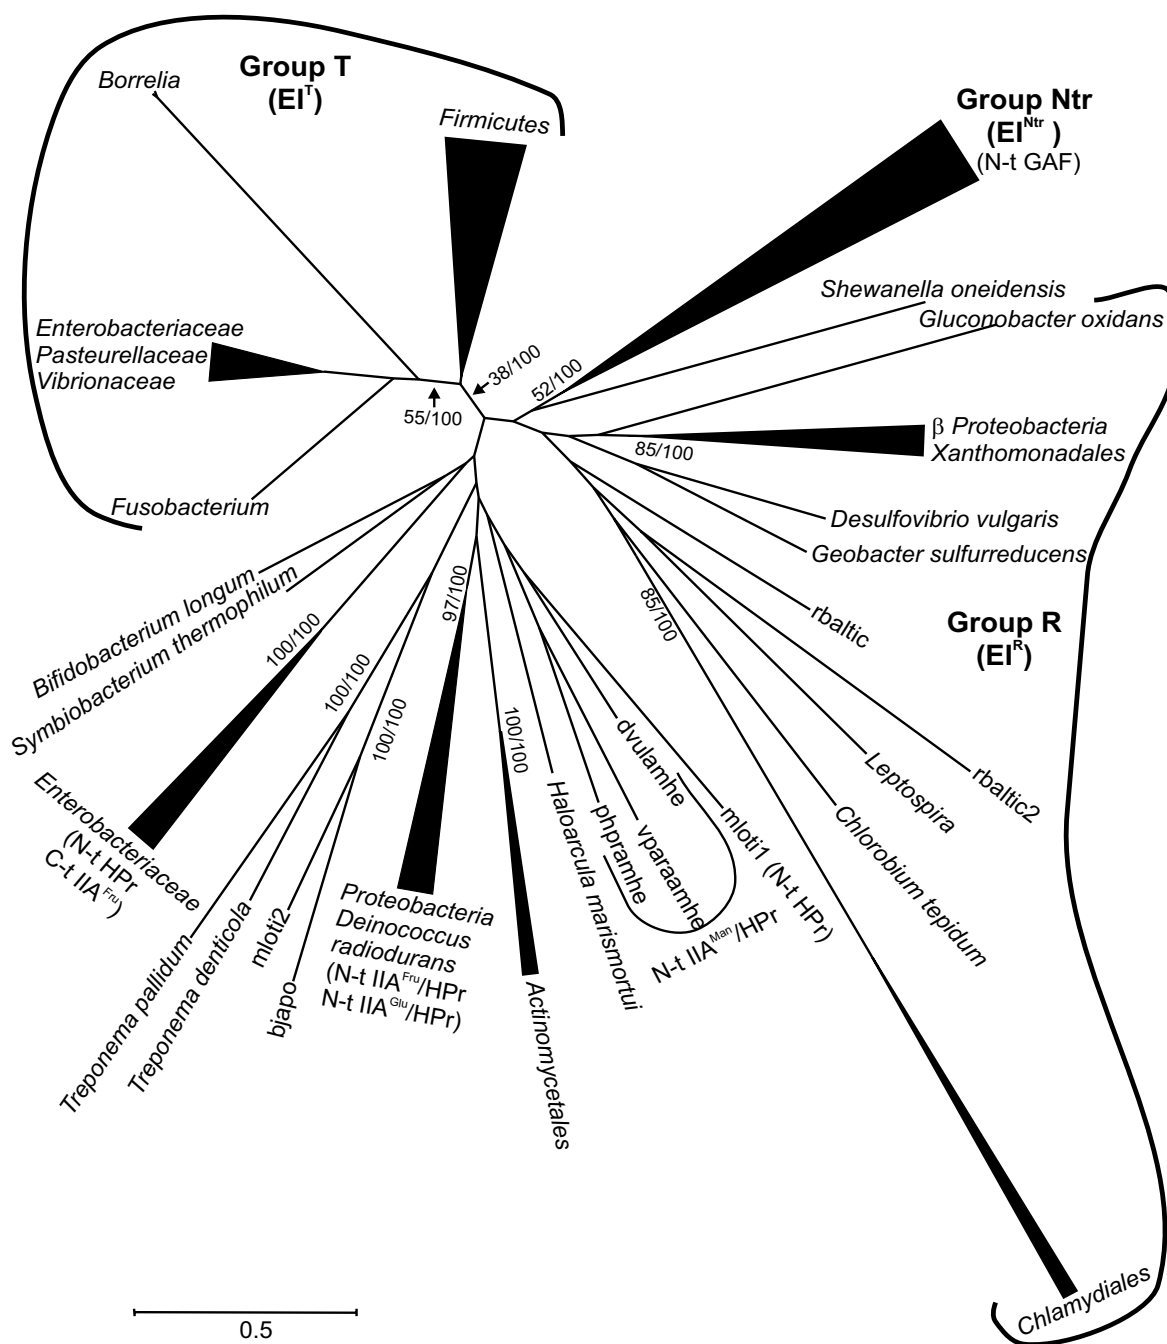 Group T
(EI^T)
Borrelia
Firmicutes
Group Ntr
(EI^Ntr )
(N-t GAF)
Shewanella oneidensis
Gluconobacter oxidans
Enterobacteriaceae
Pasteurellaceae
Vibrionaceae
38/100
52/100
55/100
β Proteobacteria
Xanthomonadales
85/100
Fusobacterium
Desulfovibrio vulgaris
Geobacter sulfurreducens
rbaltic
Group R
(EI^R)
85/100
97/100
Bifidobacterium longum
Symbiobacterium thermophilum
100/100
100/100
100/100
100/100
Enterobacteriaceae
(N-t HPr
C-t IIA^Fru)
Treponema pallidum
Treponema denticola
mloti2
bjapo
Proteobacteria
Deinococcus
radiodurans
(N-t IIA^Fru/HPr
N-t IIA^Glu/HPr)
Actinomycetales
Haloarcula marismortui
phpramhe
vparaamhe
dvulamhe
N-t IIA^Man/HPr
mloti1 (N-t HPr)
Chlorobium tepidum
Leptospira
rbaltic2
Chlamydiales
0.5